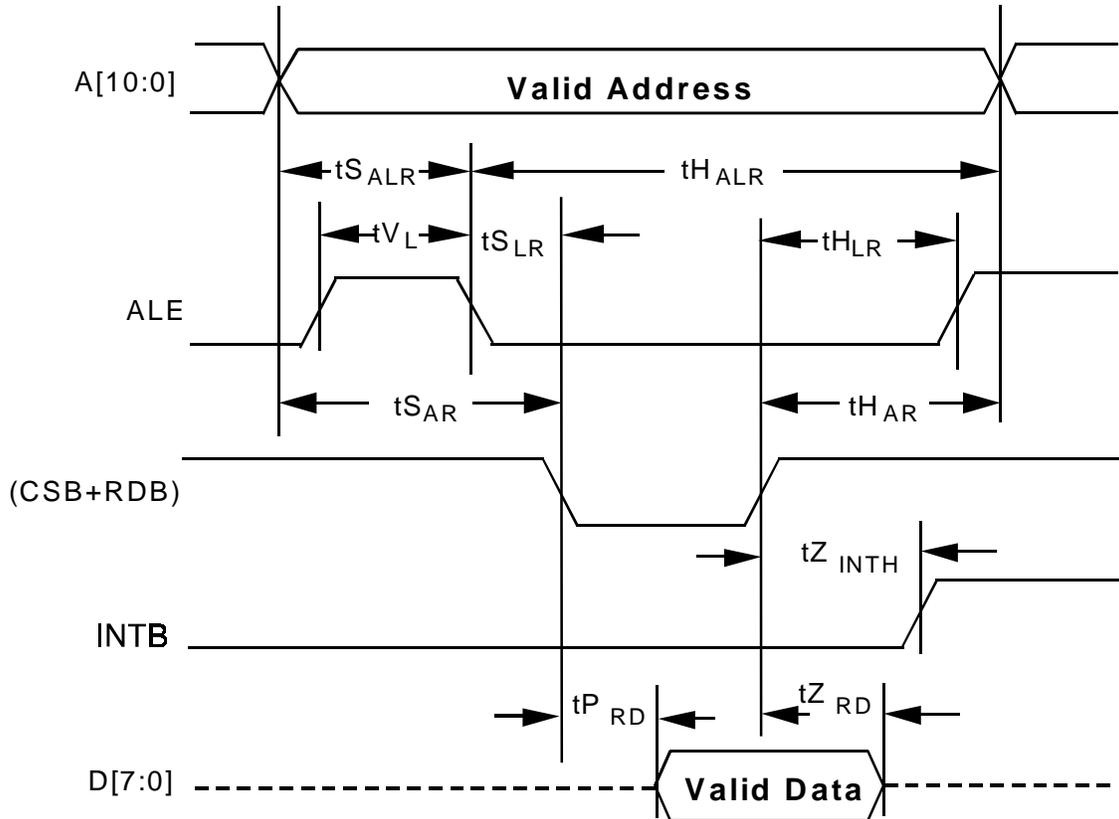 A[10:0]
Valid Address
tS ALR
tH ALR
tV L
tS LR
tH LR
ALE
tS AR
tH AR
(CSB+RDB)
tZ INTH
INTB
tP RD
tZ RD
D[7:0]
Valid Data